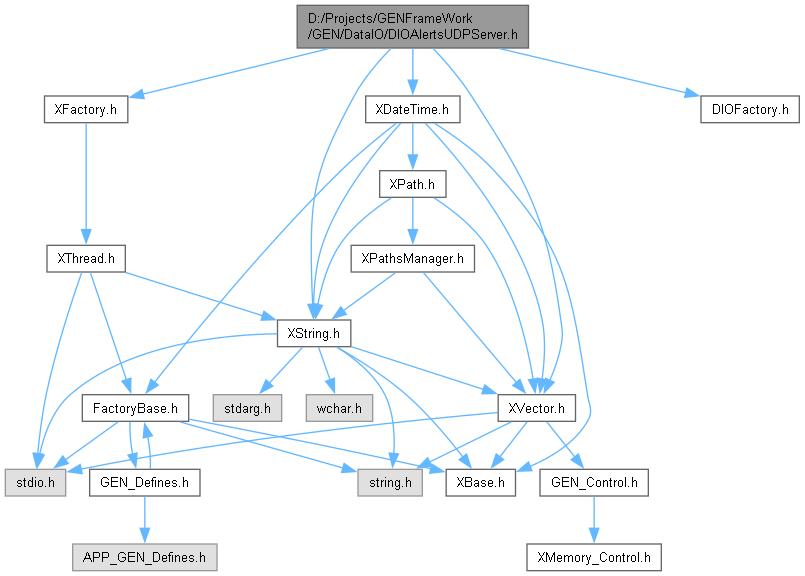 D:/Projects/GENFrameWork
/GEN/DataIO/DIOAlertsUDPServer.h
XFactory.h
XDateTime.h
DIOFactory.h
XPath.h
XThread.h
XPathsManager.h
XString.h
FactoryBase.h
stdarg.h
wchar.h
XVector.h
stdio.h
GEN_Defines.h
string.h
XBase.h
GEN_Control.h
APP_GEN_Defines.h
XMemory_Control.h